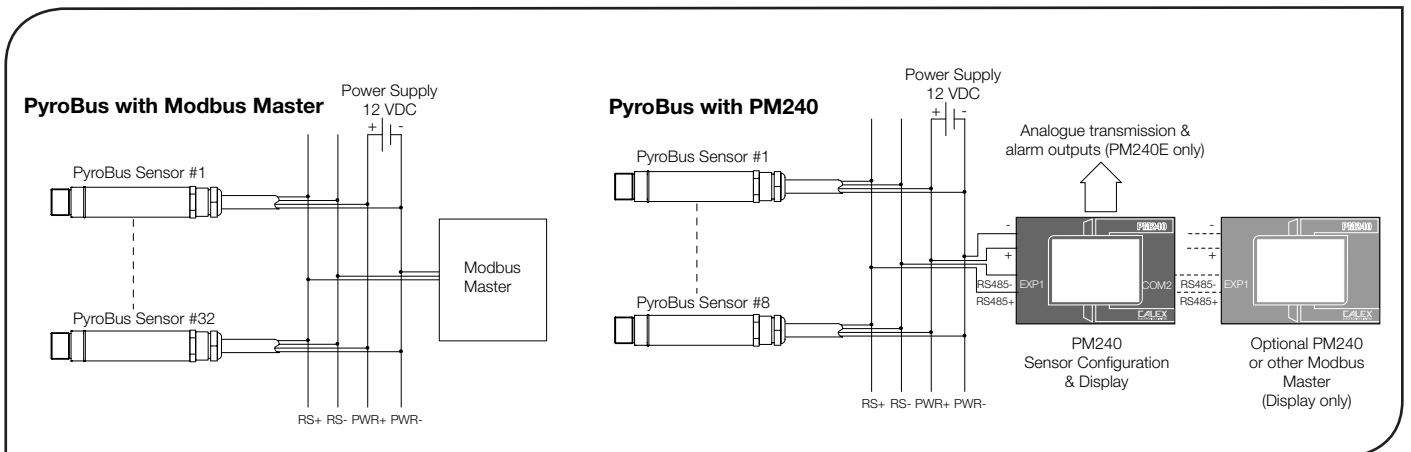 PyroBus with Modbus Master
Power Supply
12 VDC
+ -
PyroBus Sensor #1
PyroBus Sensor #32
Modbus
Master
RS+ RS- PWR+ PWR-
PyroBus with PM240
Power Supply
12 VDC
+ -
PyroBus Sensor #1
PyroBus Sensor #8
RS+ RS- PWR+ PWR-
Analogue transmission &
alarm outputs (PM240E only)
-
+
RS485-
RS485+
EXP1
PM240
COM2
CALEX
PM240
Sensor Configuration
& Display
-
+
RS485-
RS485+
EXP1
PM240
CALEX
Optional PM240
or other Modbus
Master
(Display only)